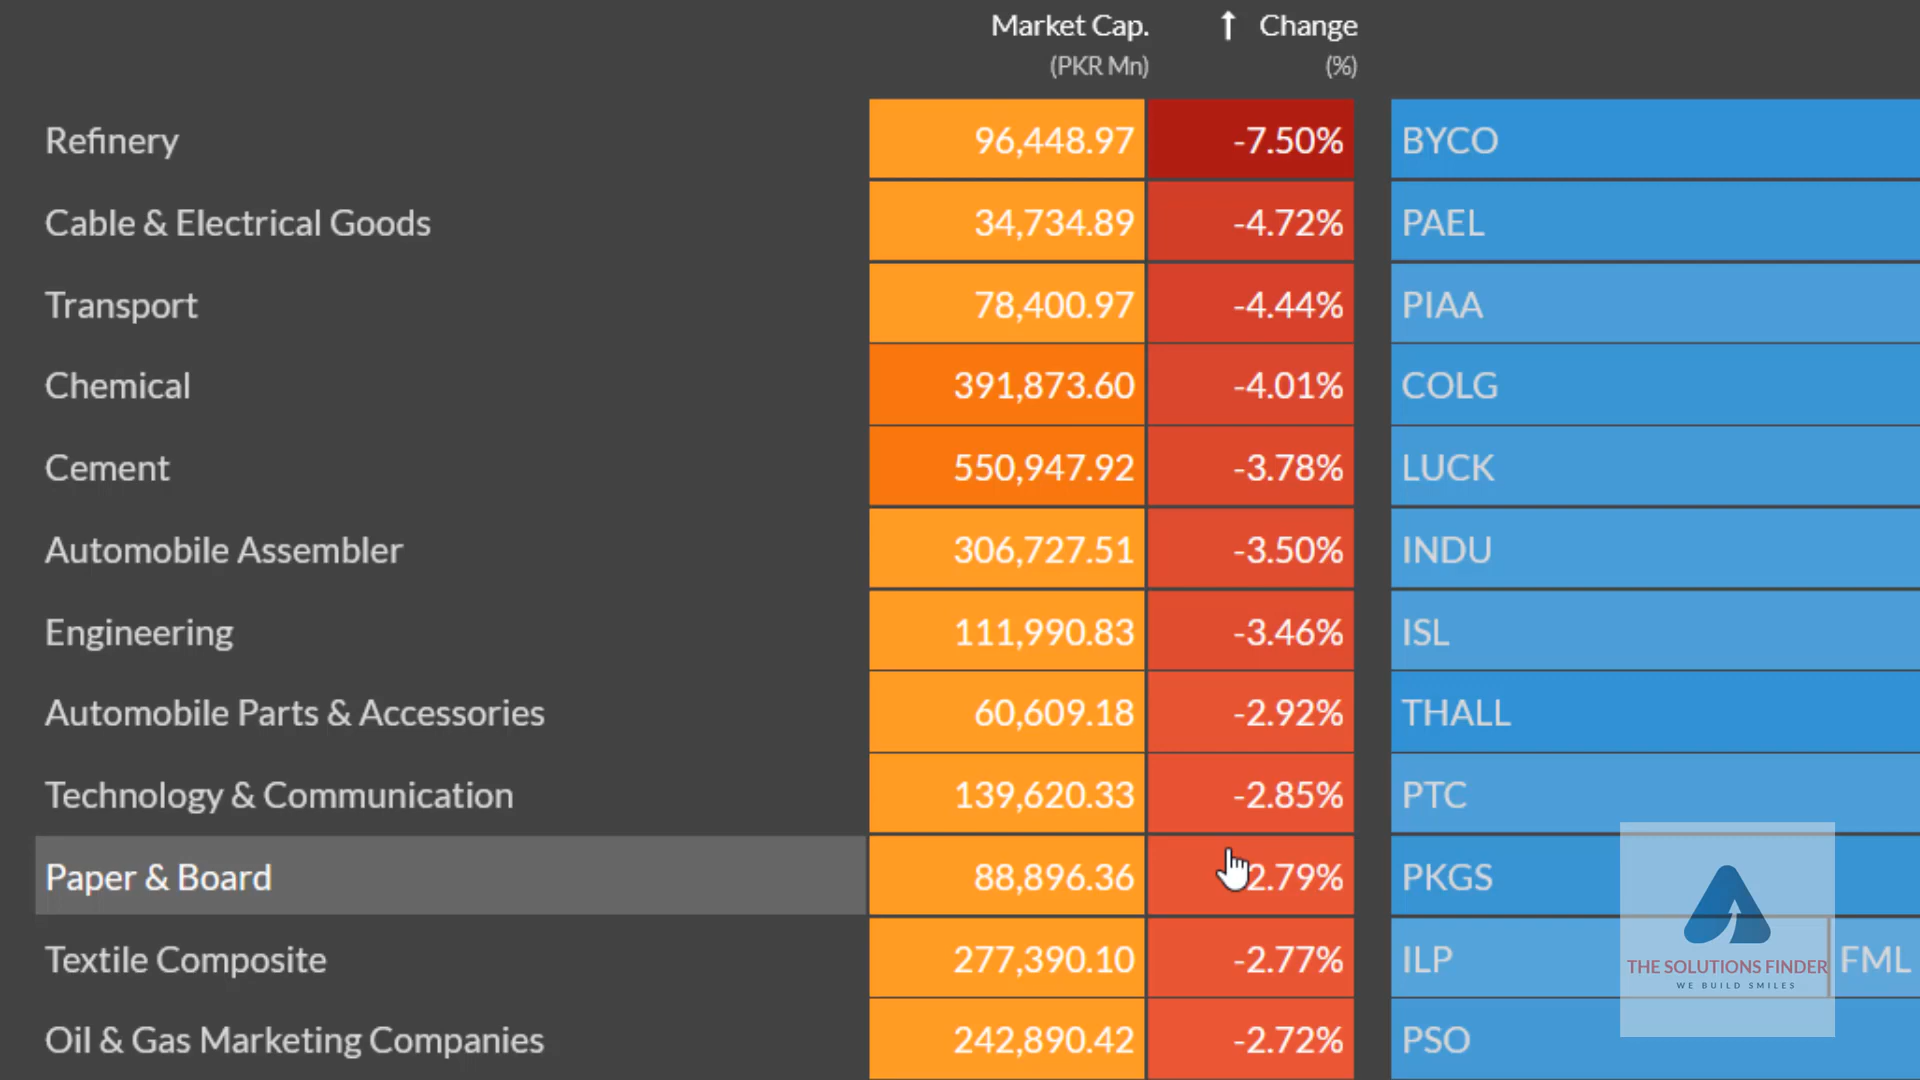 Market Cap. ↑ Change
(PKR Mn) (%)
Refinery 96,448.97 -7.50% BYCO
Cable & Electrical Goods 34,734.89 -4.72% PAEL
Transport 78,400.97 -4.44% PIAA
Chemical 391,873.60 -4.01% COLG
Cement 550,947.92 -3.78% LUCK
Automobile Assembler 306,727.51 -3.50% INDU
Engineering 111,990.83 -3.46% ISL
Automobile Parts & Accessories 60,609.18 -2.92% THALL
Technology & Communication 139,620.33 -2.85% PTC
Paper & Board 88,896.36 2.79% PKGS
Textile Composite 277,390.10 -2.77% ILP FML
THE SOLUTIONS FINDER
WE BUILD SMILES
Oil & Gas Marketing Companies 242,890.42 -2.72% PSO